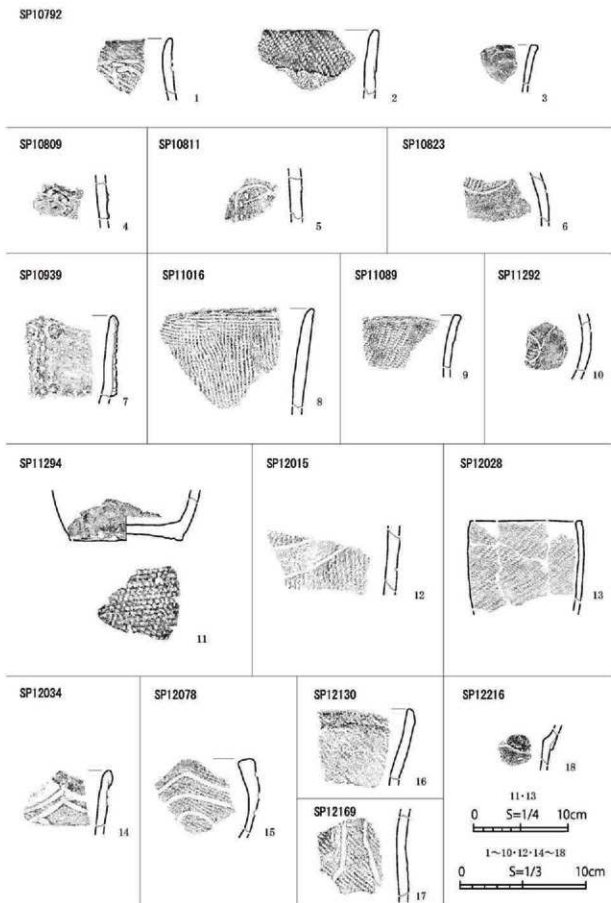 SP10792
1
2
3
SP10809
4
SP10811
5
SP10823
6
SP10939
7
SP11016
8
SP11089
9
SP11292
10
SP11294
11
SP12015
12
SP12028
13
SP12034
14
SP12078
15
SP12130
16
SP12169
17
SP12216
18
11・13
0 S=1/4 10cm
1〜10・12・14〜18
0 S=1/3 10cm